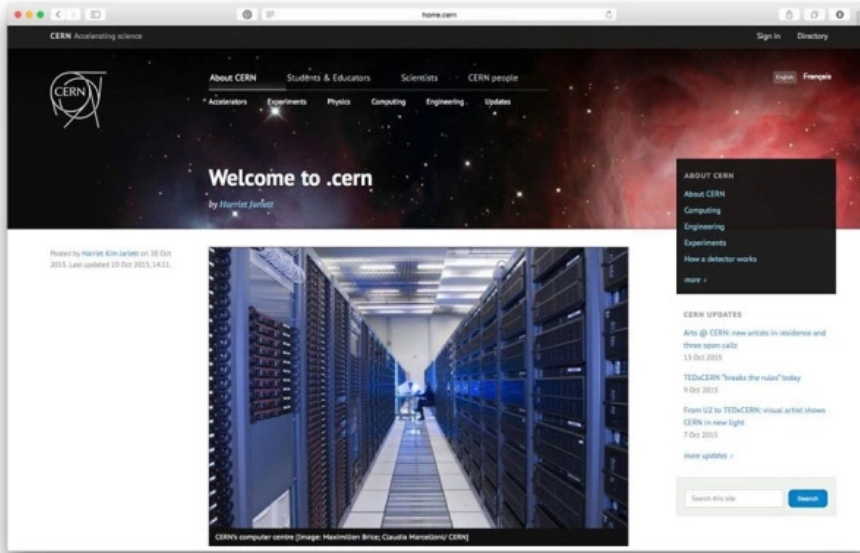 home.cern
CERN Accelerating science
Sign in Directory
CERN
About CERN Students & Educators Scientists CERN people
English Français
Accelerators Experiments Physics Computing Engineering Updates
Welcome to .cern
by Harriet Jarlett
ABOUT CERN
About CERN
Computing
Engineering
Experiments
How a detector works
more ›
Posted by Harriet Kim Jarlett on 20 Oct
2015. Last updated 20 Oct 2015, 14.11.
CERN's computer centre (Image: Maximilien Brice; Claudia Marcelloni/ CERN)
CERN UPDATES
Arts @ CERN: new artists in residence and
three open calls
13 Oct 2015
TEDxCERN "breaks the rules" today
9 Oct 2015
From U2 to TEDxCERN: visual artist shows
CERN in new light
7 Oct 2015
more updates ›
Search this site Search